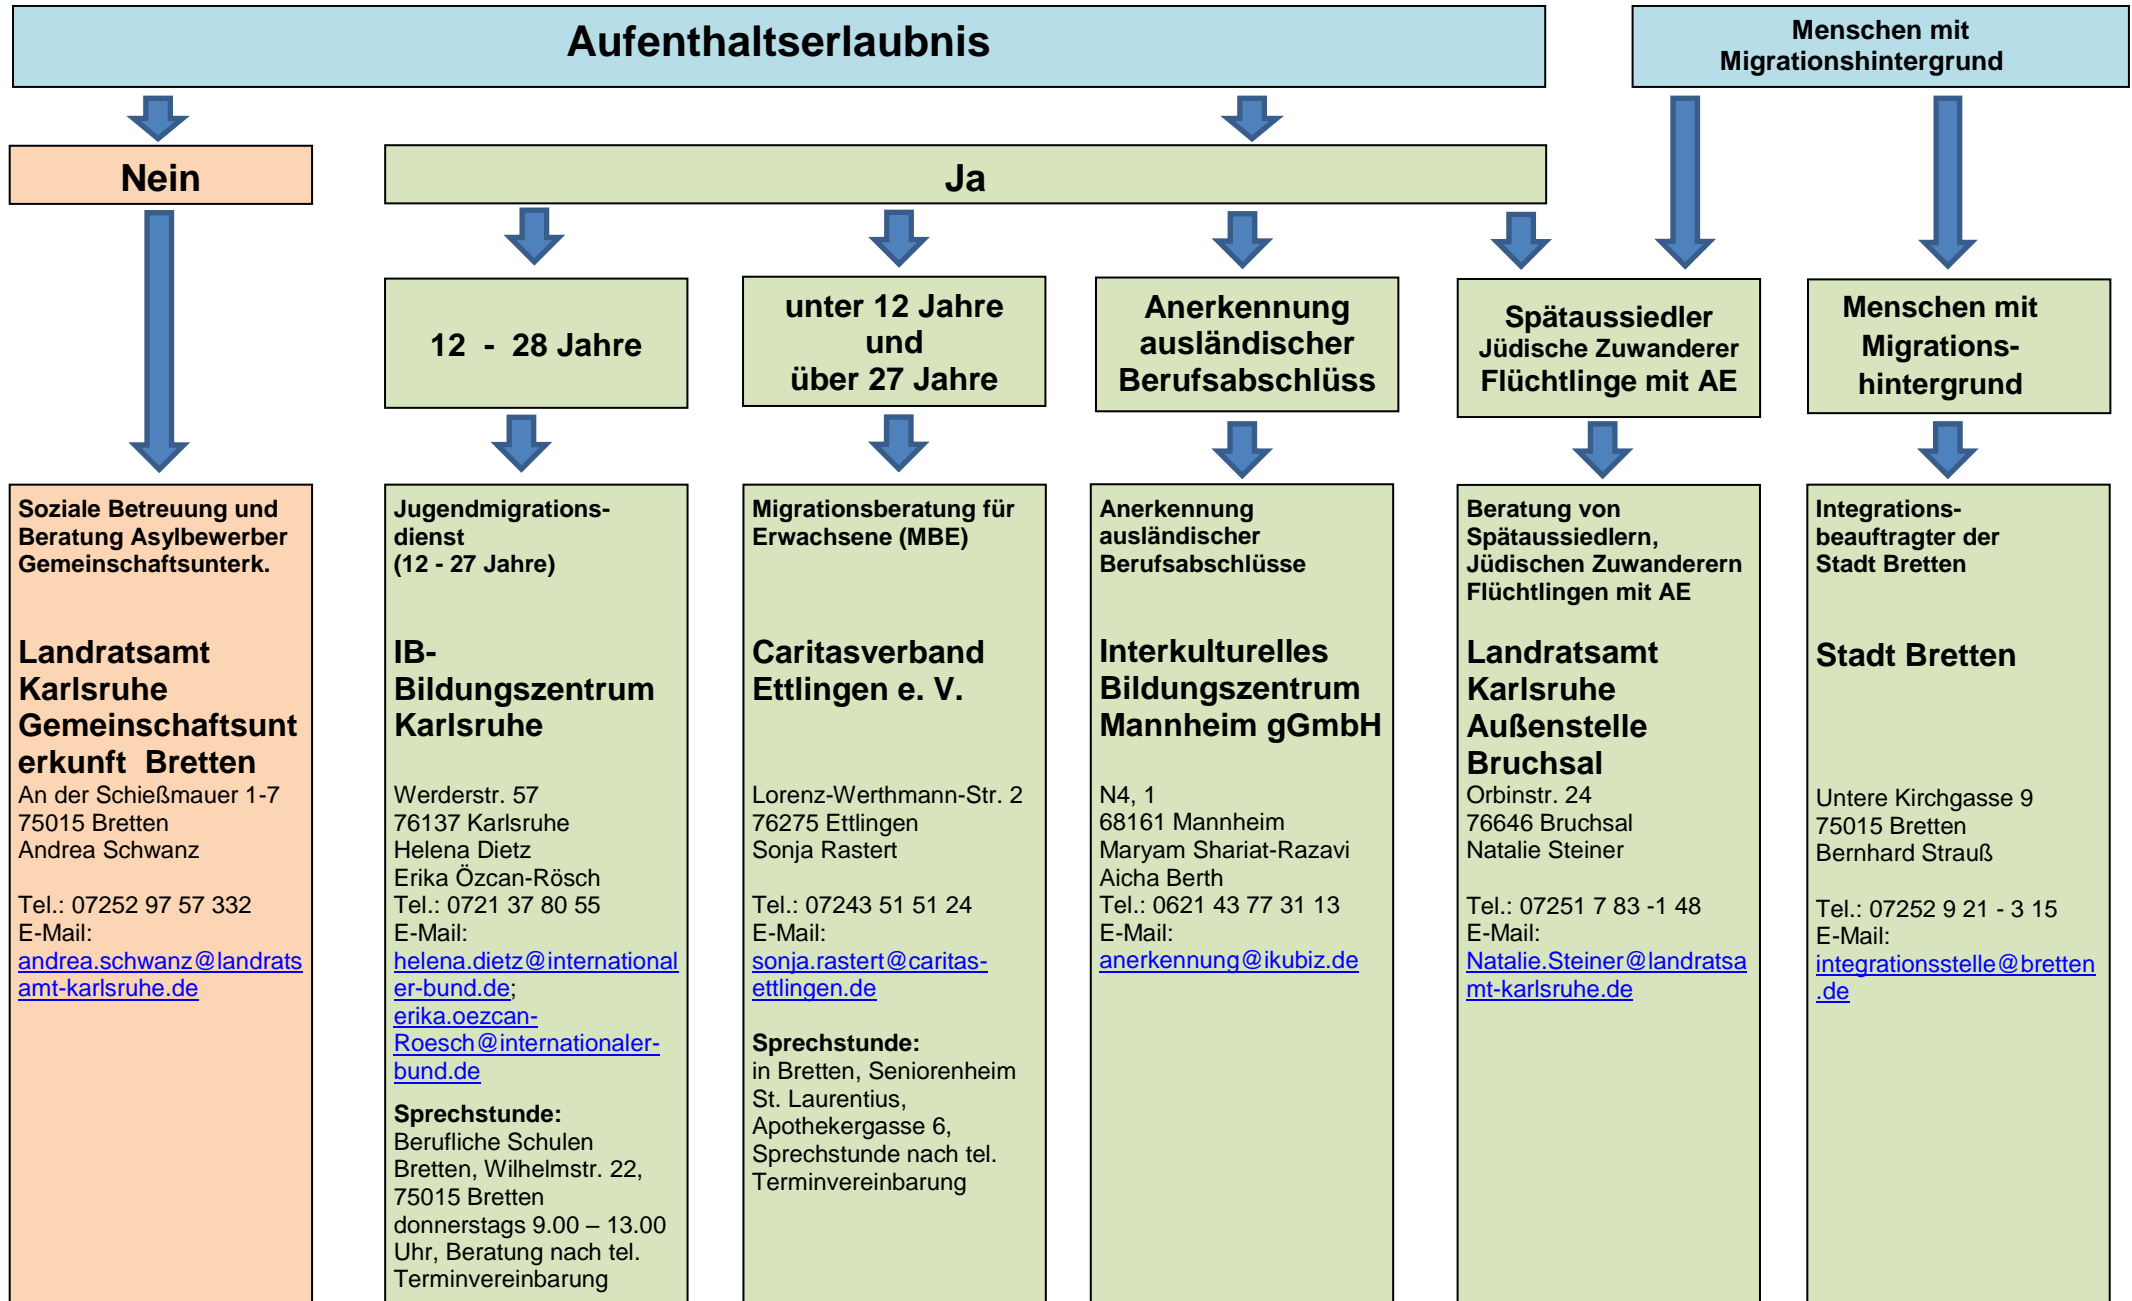 Aufenthaltserlaubnis
Menschen mit
Migrationshintergrund
Nein
Ja
12 - 28 Jahre
unter 12 Jahre
und
über 27 Jahre
Anerkennung
ausländischer
Berufsabschlüss
Spätaussiedler
Jüdische Zuwanderer
Flüchtlinge mit AE
Menschen mit
Migrations-
hintergrund
Soziale Betreuung und
Beratung Asylbewerber
Gemeinschaftsunterk.
Landratsamt
Karlsruhe
Gemeinschaftsunt
erkunft Bretten
An der Schießmauer 1-7
75015 Bretten
Andrea Schwanz
Tel.: 07252 97 57 332
E-Mail:
andrea.schwanz@landrats
amt-karlsruhe.de
Jugendmigrations-
dienst
(12 - 27 Jahre)
IB-
Bildungszentrum
Karlsruhe
Werderstr. 57
76137 Karlsruhe
Helena Dietz
Erika Özcan-Rösch
Tel.: 0721 37 80 55
E-Mail:
helena.dietz@international
er-bund.de;
erika.oezcan-
Roesch@internationaler-
bund.de
Sprechstunde:
Berufliche Schulen
Bretten, Wilhelmstr. 22,
75015 Bretten
donnerstags 9.00 – 13.00
Uhr, Beratung nach tel.
Terminvereinbarung
Migrationsberatung für
Erwachsene (MBE)
Caritasverband
Ettlingen e. V.
Lorenz-Werthmann-Str. 2
76275 Ettlingen
Sonja Rastert
Tel.: 07243 51 51 24
E-Mail:
sonja.rastert@caritas-
ettlingen.de
Sprechstunde:
in Bretten, Seniorenheim
St. Laurentius,
Apothekergasse 6,
Sprechstunde nach tel.
Terminvereinbarung
Anerkennung
ausländischer
Berufsabschlüsse
Interkulturelles
Bildungszentrum
Mannheim gGmbH
N4, 1
68161 Mannheim
Maryam Shariat-Razavi
Aicha Berth
Tel.: 0621 43 77 31 13
E-Mail:
anerkennung@ikubiz.de
Beratung von
Spätaussiedlern,
Jüdischen Zuwanderern
Flüchtlingen mit AE
Landratsamt
Karlsruhe
Außenstelle
Bruchsal
Orbinstr. 24
76646 Bruchsal
Natalie Steiner
Tel.: 07251 7 83 -1 48
E-Mail:
Natalie.Steiner@landratsa
mt-karlsruhe.de
Integrations-
beauftragter der
Stadt Bretten
Stadt Bretten
Untere Kirchgasse 9
75015 Bretten
Bernhard Strauß
Tel.: 07252 9 21 - 3 15
E-Mail:
integrationsstelle@bretten
.de